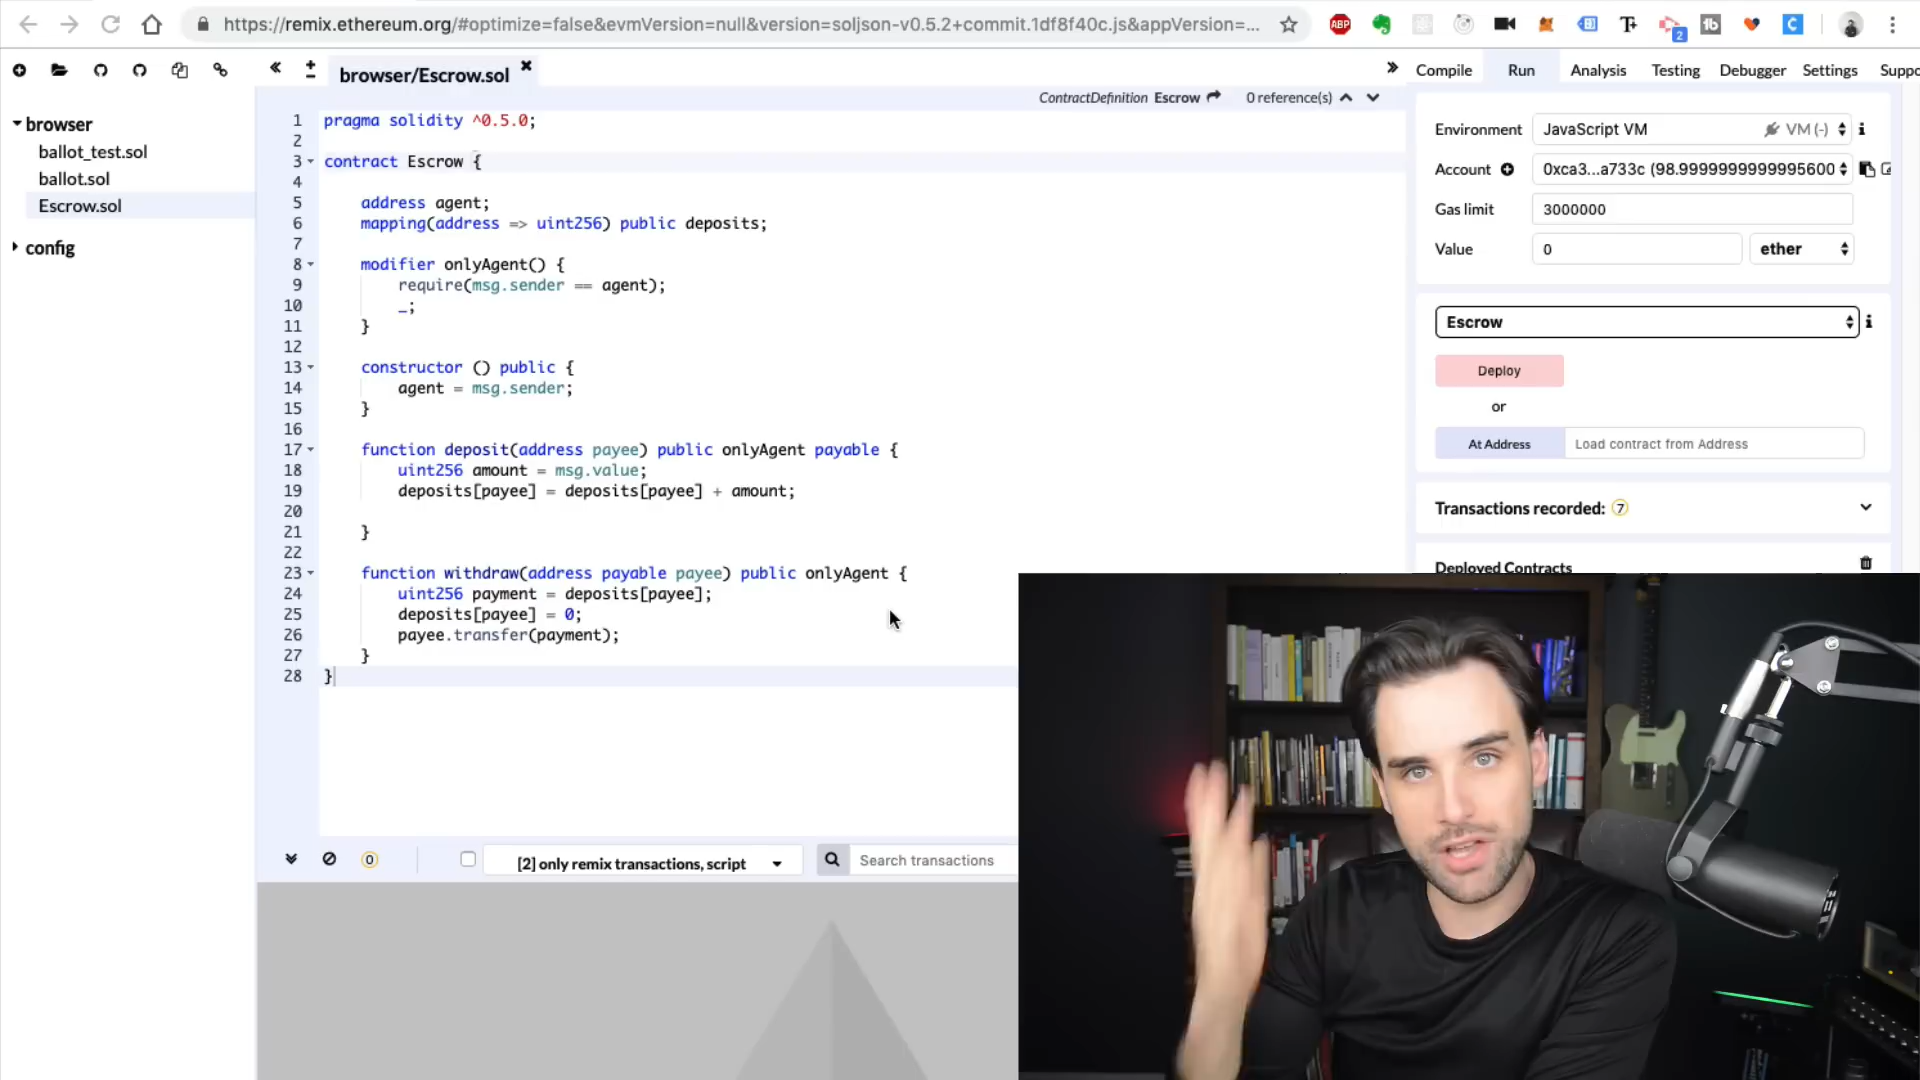 https://remix.ethereum.org/#optimize=false&evmVersion=null&version=soljson-v0.5.2+commit.1df8f40c.js&appVersion=...
ABP
2
tb
C
browser/Escrow.sol
Compile
Run
Analysis
Testing
Debugger
Settings
Suppo
browser
ballot_test.sol
ballot.sol
Escrow.sol
config
ContractDefinition Escrow
0 reference(s)
1 pragma solidity ^0.5.0;
2
3 contract Escrow {
4
5 address agent;
6 mapping(address => uint256) public deposits;
7
8 modifier onlyAgent() {
9 require(msg.sender == agent);
10 _;
11 }
12
13 constructor () public {
14 agent = msg.sender;
15 }
16
17 function deposit(address payee) public onlyAgent payable {
18 uint256 amount = msg.value;
19 deposits[payee] = deposits[payee] + amount;
20
21 }
22
23 function withdraw(address payable payee) public onlyAgent {
24 uint256 payment = deposits[payee];
25 deposits[payee] = 0;
26 payee.transfer(payment);
27 }
28 }
Environment JavaScript VM VM (-)
Account 0xca3...a733c (98.9999999999995600
Gas limit 3000000
Value 0 ether
Escrow
Deploy
or
At Address Load contract from Address
Transactions recorded: 7
Deployed Contracts
0
[2] only remix transactions, script
Search transactions